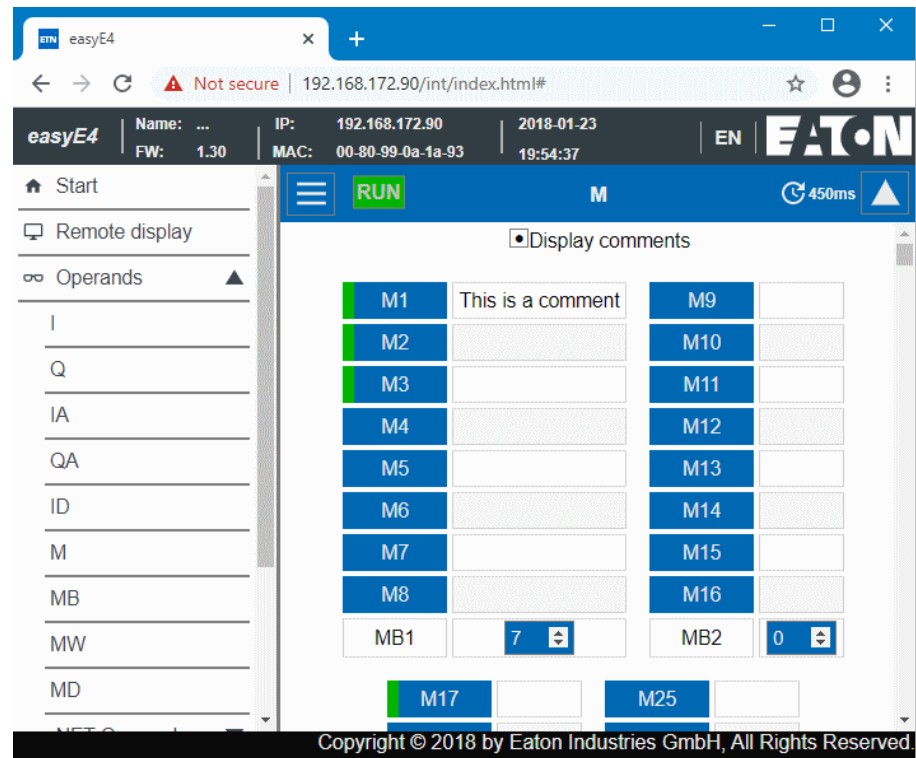 ETN easyE4
Not secure 192.168.172.90/int/index.html#
easyE4 Name: ... IP: 192.168.172.90 2018-01-23 EN EATON
FW: 1.30 MAC: 00-80-99-0a-1a-93 19:54:37
Start
Remote display
Operands
I
Q
IA
QA
ID
M
MB
MW
MD
RUN M 450ms
Display comments
M1 This is a comment M9
M2 M10
M3 M11
M4 M12
M5 M13
M6 M14
M7 M15
M8 M16
MB1 7 MB2 0
M17 M25
Copyright © 2018 by Eaton Industries GmbH, All Rights Reserved.